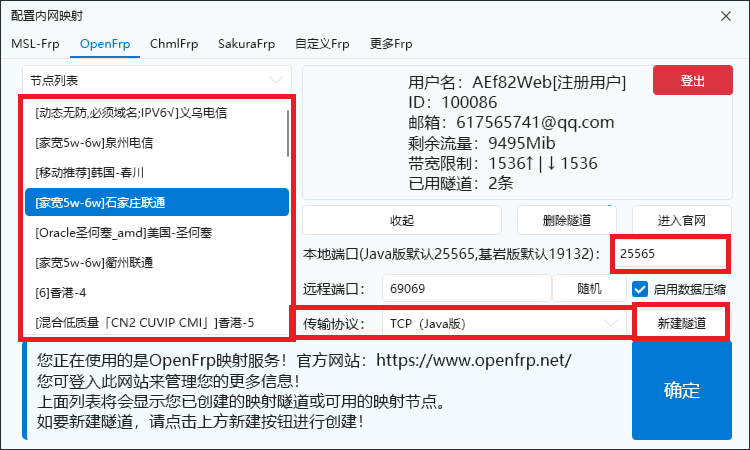 配置内网映射
MSL-Frp OpenFrp ChmlFrp SakuraFrp 自定义Frp 更多Frp
节点列表
[动态无防,必须域名;IPV6√]义乌电信
[家宽5w-6w]泉州电信
[移动推荐]韩国-春川
[家宽5w-6w]石家庄联通
[Oracle圣何塞_amd]美国-圣何塞
[家宽5w-6w]衢州联通
[6]香港-4
[混合低质量「CN2 CUVIP CMI」]香港-5
用户名：AEf82Web[注册用户]
ID：100086
邮箱：617565741@qq.com
剩余流量：9495Mib
带宽限制：1536↑|↓1536
已用隧道：2条
登出
收起 删除隧道 进入官网
本地端口(Java版默认25565,基岩版默认19132)： 25565
远程端口： 69069 随机 启用数据压缩
传输协议： TCP（Java版） 新建隧道
您正在使用的是OpenFrp映射服务！官方网站：https://www.openfrp.net/
您可登入此网站来管理您的更多信息！
上面列表将会显示您已创建的映射隧道或可用的映射节点。
如要新建隧道，请点击上方新建按钮进行创建！
确定